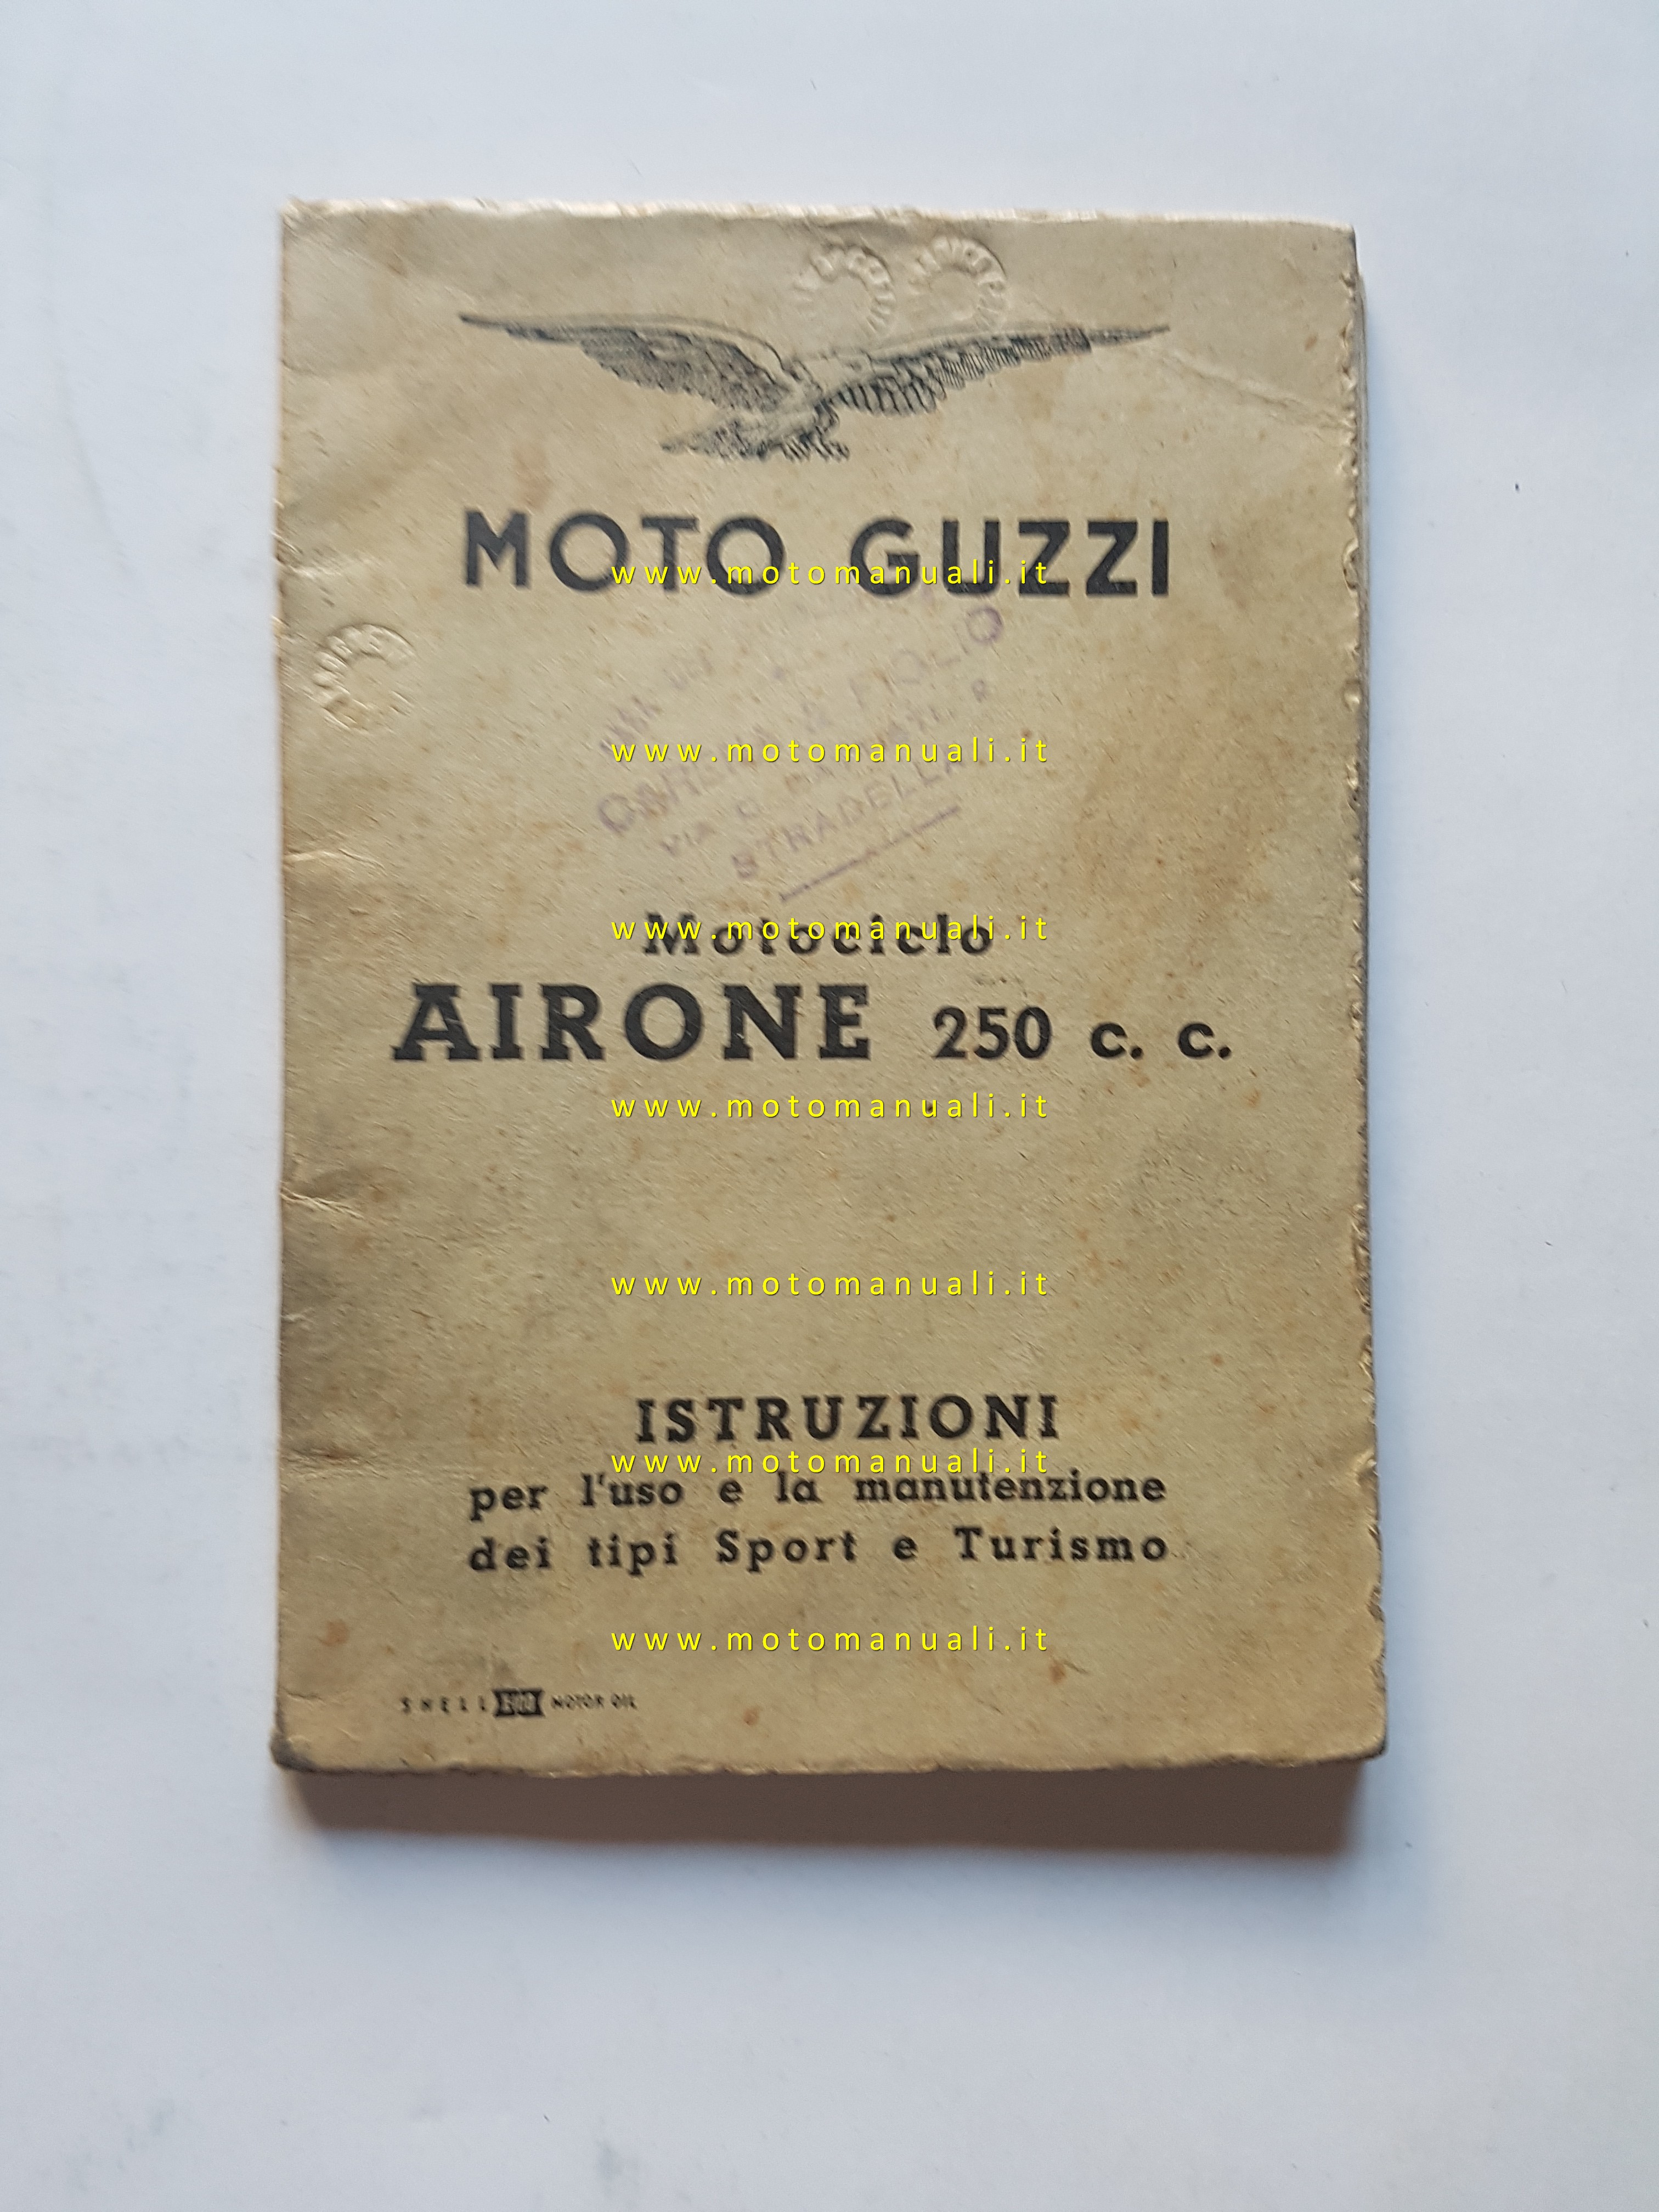 MOTO GUZZI
www.motomanuali.it
& FIGLIO
www.motomanuali.it
VIA
STRADELLA
www.motomanuali.it
Motociclo
AIRONE 250 c. c.
www.motomanuali.it
www.motomanuali.it
ISTRUZIONI
www.motomanuali.it
per l'uso e la manutenzione
dei tipi Sport e Turismo
www.motomanuali.it
SHELL MOTOR OIL